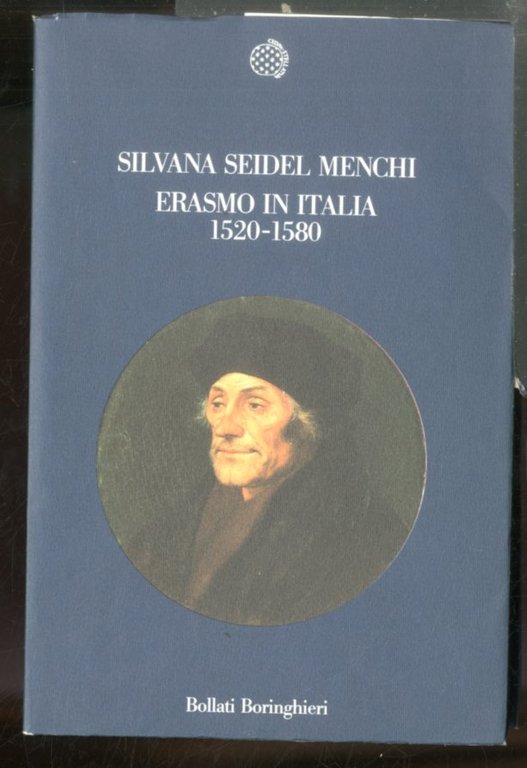 SILVANA SEIDEL MENCHI
ERASMO IN ITALIA
1520-1580
Bollati Boringhieri